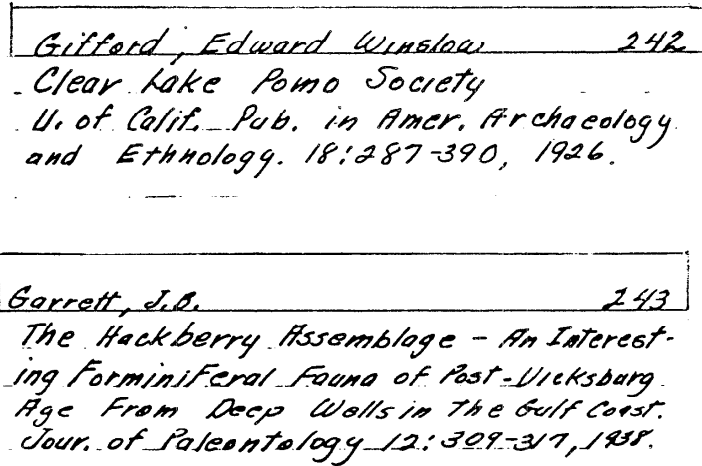 Gifford, Edward Winslow 242
Clear Lake Pomo Society
U. of Calif. Pub. in Amer. Archaeology
and Ethnology. 18:287-390, 1926.
Garrett, J.B. 243
The Hackberry Assemblage - An Interest-
ing Forminiferal Fauna of Post-Vicksburg
Age From Deep Wells in The Gulf Coast.
Jour. of Paleontology 12:309-317, 1938.